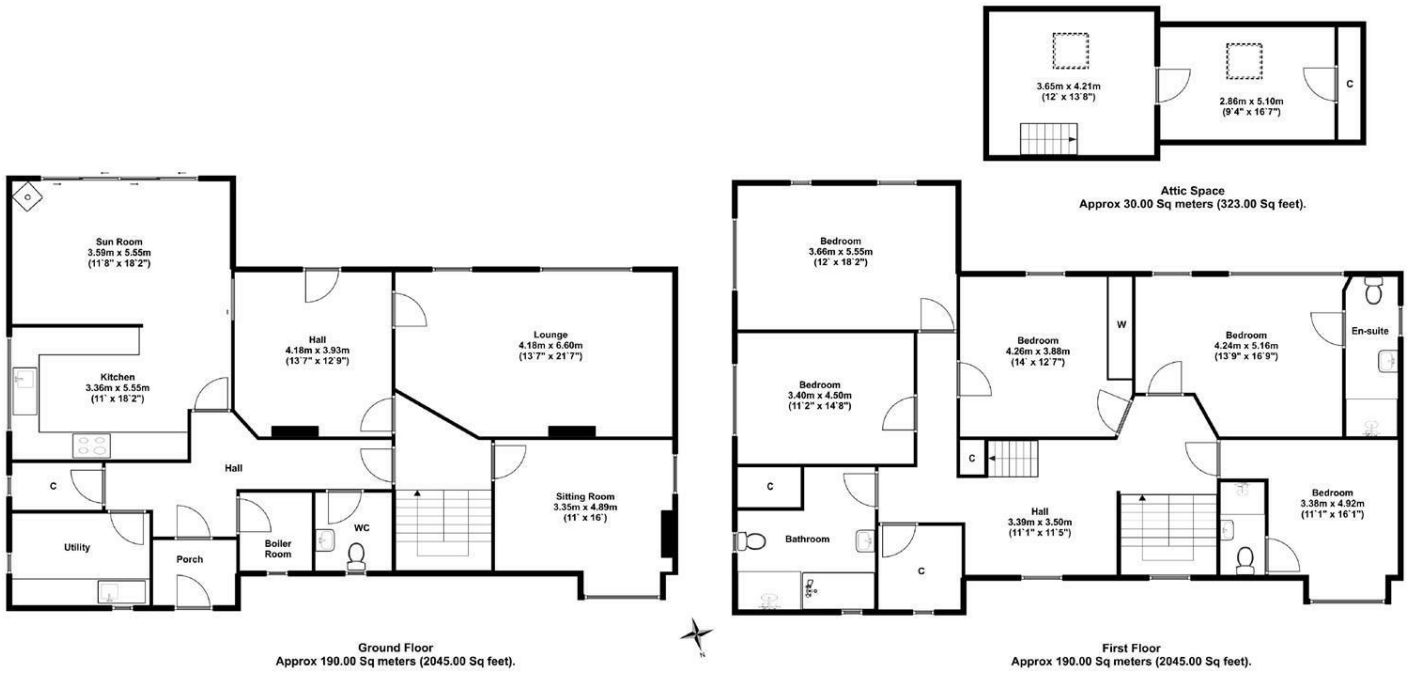 3.65m x 4.21m
(12` x 13'8")
2.86m x 5.10m
(9'4" x 16'7")
C
Attic Space
Approx 30.00 Sq meters (323.00 Sq feet).
Sun Room
3.59m x 5.55m
(11'8" x 18'2")
Hall
4.18m x 3.93m
(13'7" x 12'9")
Lounge
4.18m x 6.60m
(13'7" x 21'7")
Kitchen
3.36m x 5.55m
(11` x 18'2")
Hall
C
Sitting Room
3.35m x 4.89m
(11` x 16`)
Utility
Porch
Boiler
Room
WC
Ground Floor
Approx 190.00 Sq meters (2045.00 Sq feet).
N
Bedroom
3.66m x 5.55m
(12` x 18'2")
Bedroom
3.40m x 4.50m
(11'2" x 14'8")
Bedroom
4.26m x 3.88m
(14` x 12'7")
W
Bedroom
4.24m x 5.16m
(13'9" x 16'9")
En-suite
C
C
Bathroom
C
Hall
3.39m x 3.50m
(11'1" x 11'5")
Bedroom
3.38m x 4.92m
(11'1" x 16'1")
First Floor
Approx 190.00 Sq meters (2045.00 Sq feet).